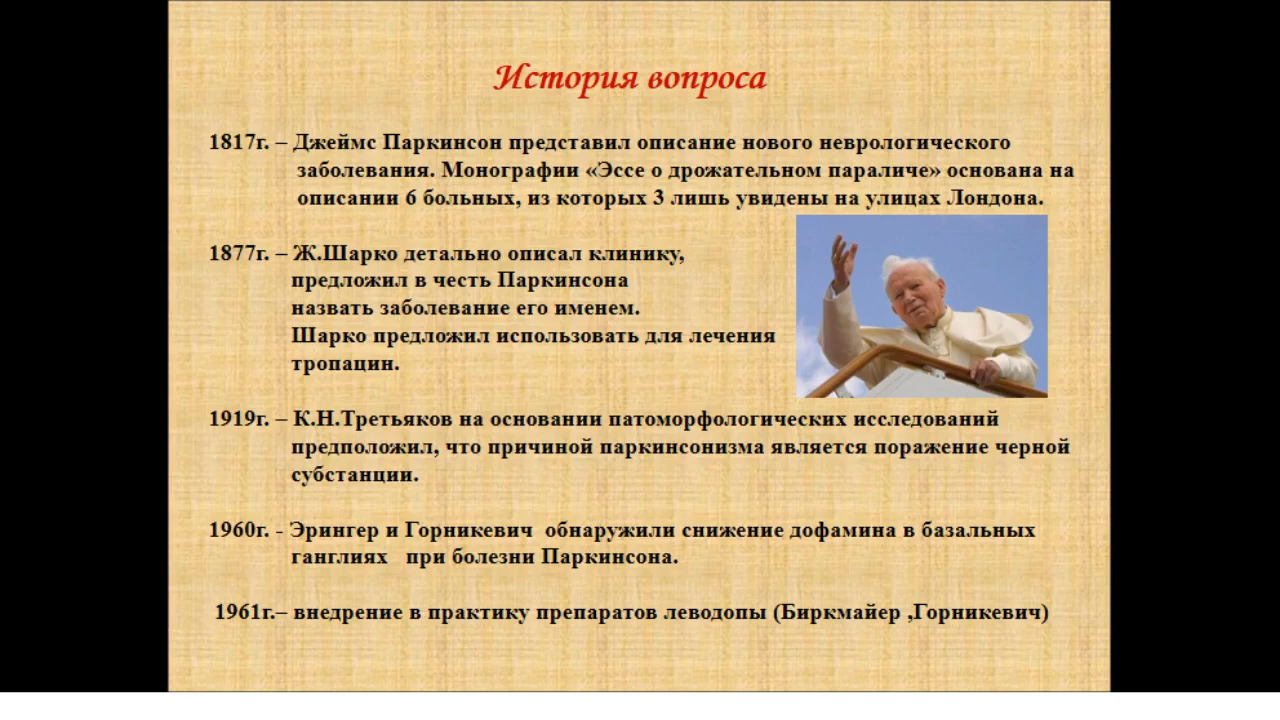 История вопроса
1817г. – Джеймс Паркинсон представил описание нового неврологического
заболевания. Монографии «Эссе о дрожательном параличе» основана на
описании 6 больных, из которых 3 лишь увидены на улицах Лондона.
1877г. – Ж.Шарко детально описал клинику,
предложил в честь Паркинсона
назвать заболевание его именем.
Шарко предложил использовать для лечения
тропацин.
1919г. – К.Н.Третьяков на основании патоморфологических исследований
предположил, что причиной паркинсонизма является поражение черной
субстанции.
1960г. - Эрингер и Горникевич обнаружили снижение дофамина в базальных
ганглиях при болезни Паркинсона.
1961г.– внедрение в практику препаратов леводопы (Биркмайер ,Горникевич)